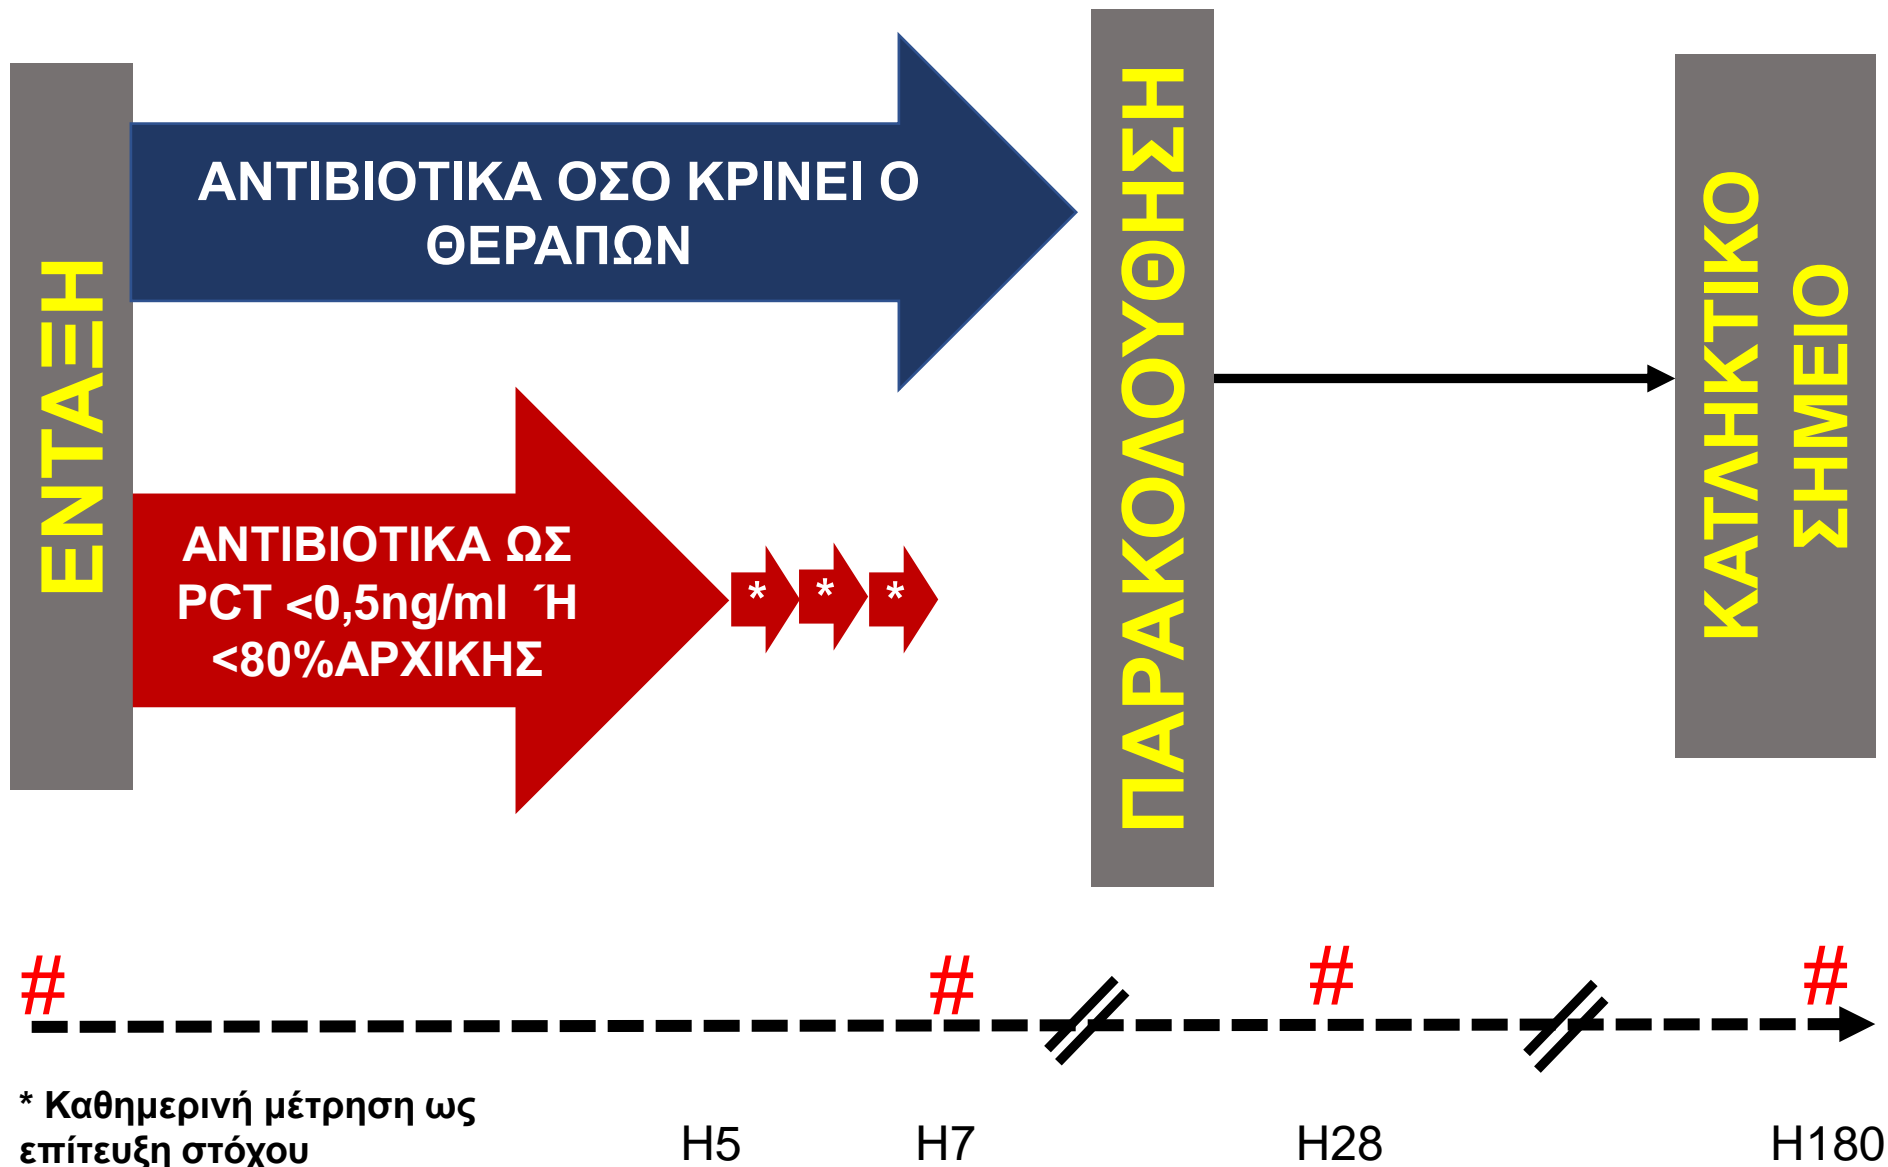 ΕΝΤΑΞΗ
ΑΝΤΙΒΙΟΤΙΚΑ ΟΣΟ ΚΡΙΝΕΙ Ο
ΘΕΡΑΠΩΝ
ΑΝΤΙΒΙΟΤΙΚΑ ΩΣ
PCT <0,5ng/ml ΄Η
<80%ΑΡΧΙΚΗΣ
* * *
ΠΑΡΑΚΟΛΟΥΘΗΣΗ
ΚΑΤΑΛΗΚΤΙΚΟ
ΣΗΜΕΙΟ
# # # #
* Καθημερινή μέτρηση ως
επίτευξη στόχου
Η5 Η7 Η28 Η180